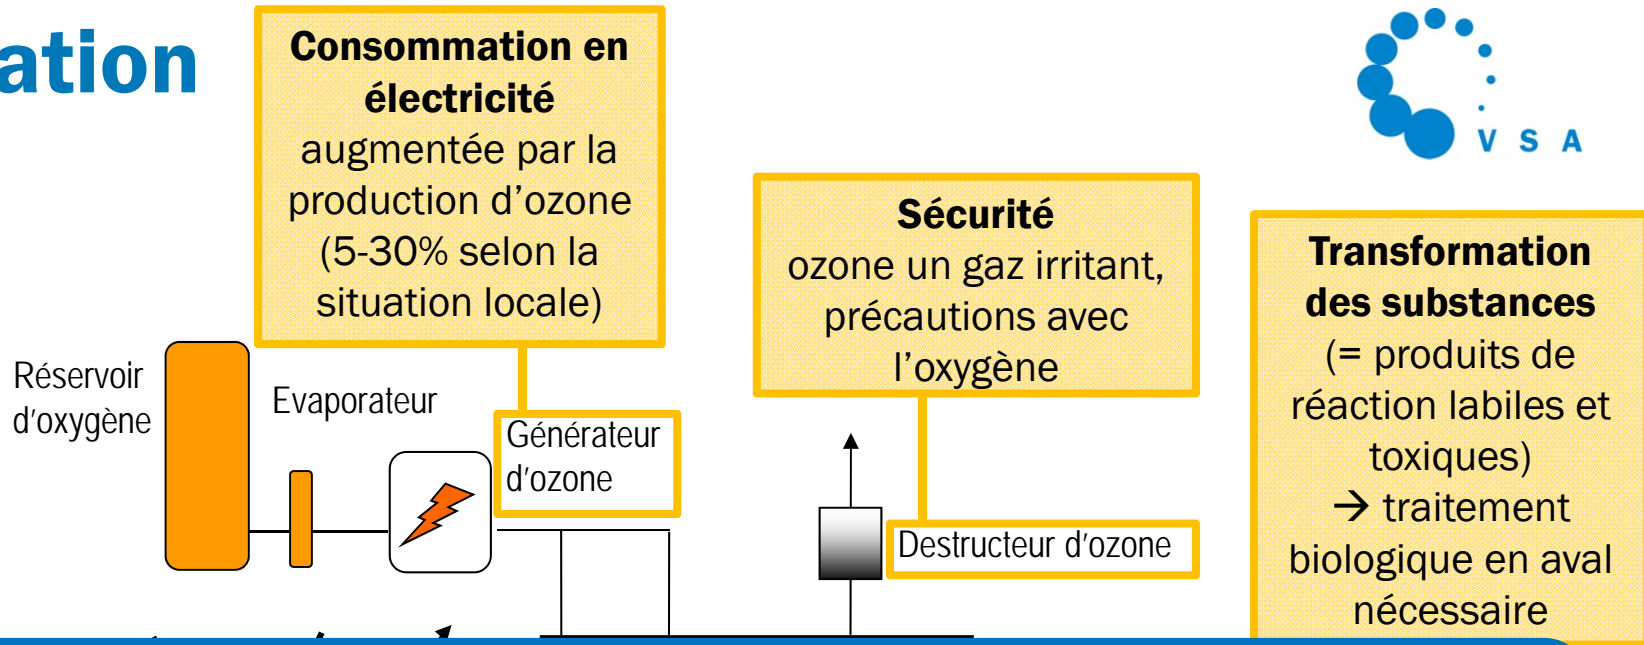 ation
Consommation en
électricité
augmentée par la
production d’ozone
(5-30% selon la
situation locale)
V S A
Sécurité
ozone un gaz irritant,
précautions avec
l’oxygène
Transformation
des substances
(= produits de
réaction labiles et
toxiques)
→ traitement
biologique en aval
nécessaire
Réservoir
d’oxygène
Evaporateur
Générateur
d’ozone
Destructeur d’ozone